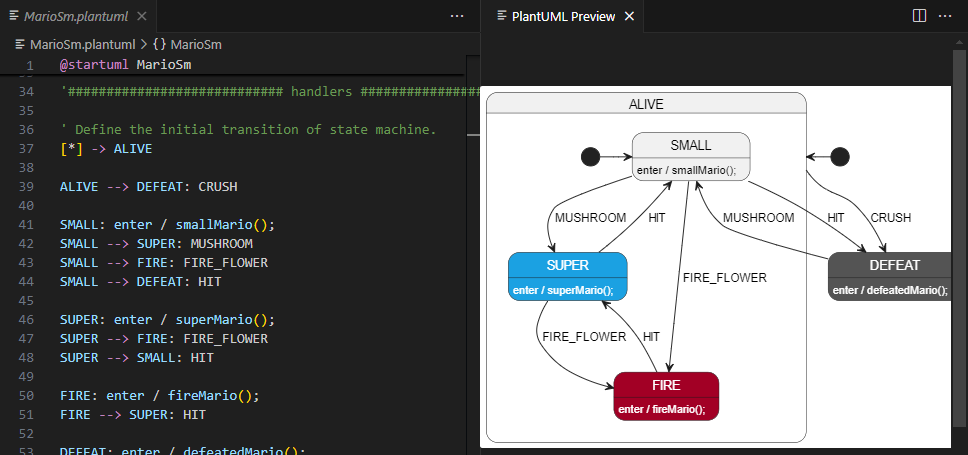 MarioSm.plantuml
MarioSm.plantuml > {} MarioSm
1 @startuml MarioSm
34 '############################ handlers ################
35
36 ' Define the initial transition of state machine.
37 [*] -> ALIVE
38
39 ALIVE --> DEFEAT: CRUSH
40
41 SMALL: enter / smallMario();
42 SMALL --> SUPER: MUSHROOM
43 SMALL --> FIRE: FIRE_FLOWER
44 SMALL --> DEFEAT: HIT
45
46 SUPER: enter / superMario();
47 SUPER --> FIRE: FIRE_FLOWER
48 SUPER --> SMALL: HIT
49
50 FIRE: enter / fireMario();
51 FIRE --> SUPER: HIT
52
53 DEFEAT: enter / defeatedMario();
PlantUML Preview
ALIVE
SMALL
enter / smallMario();
MUSHROOM
HIT
MUSHROOM
HIT
CRUSH
SUPER
enter / superMario();
FIRE_FLOWER
DEFEAT
enter / defeatedMario();
FIRE_FLOWER
HIT
FIRE
enter / fireMario();